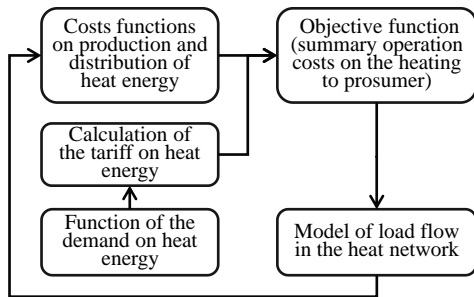 Costs functions
on production and
distribution of
heat energy
Objective function
(summary operation
costs on the heating
to prosumer)
Calculation of
the tariff on heat
energy
Function of the
demand on heat
energy
Model of load flow
in the heat network